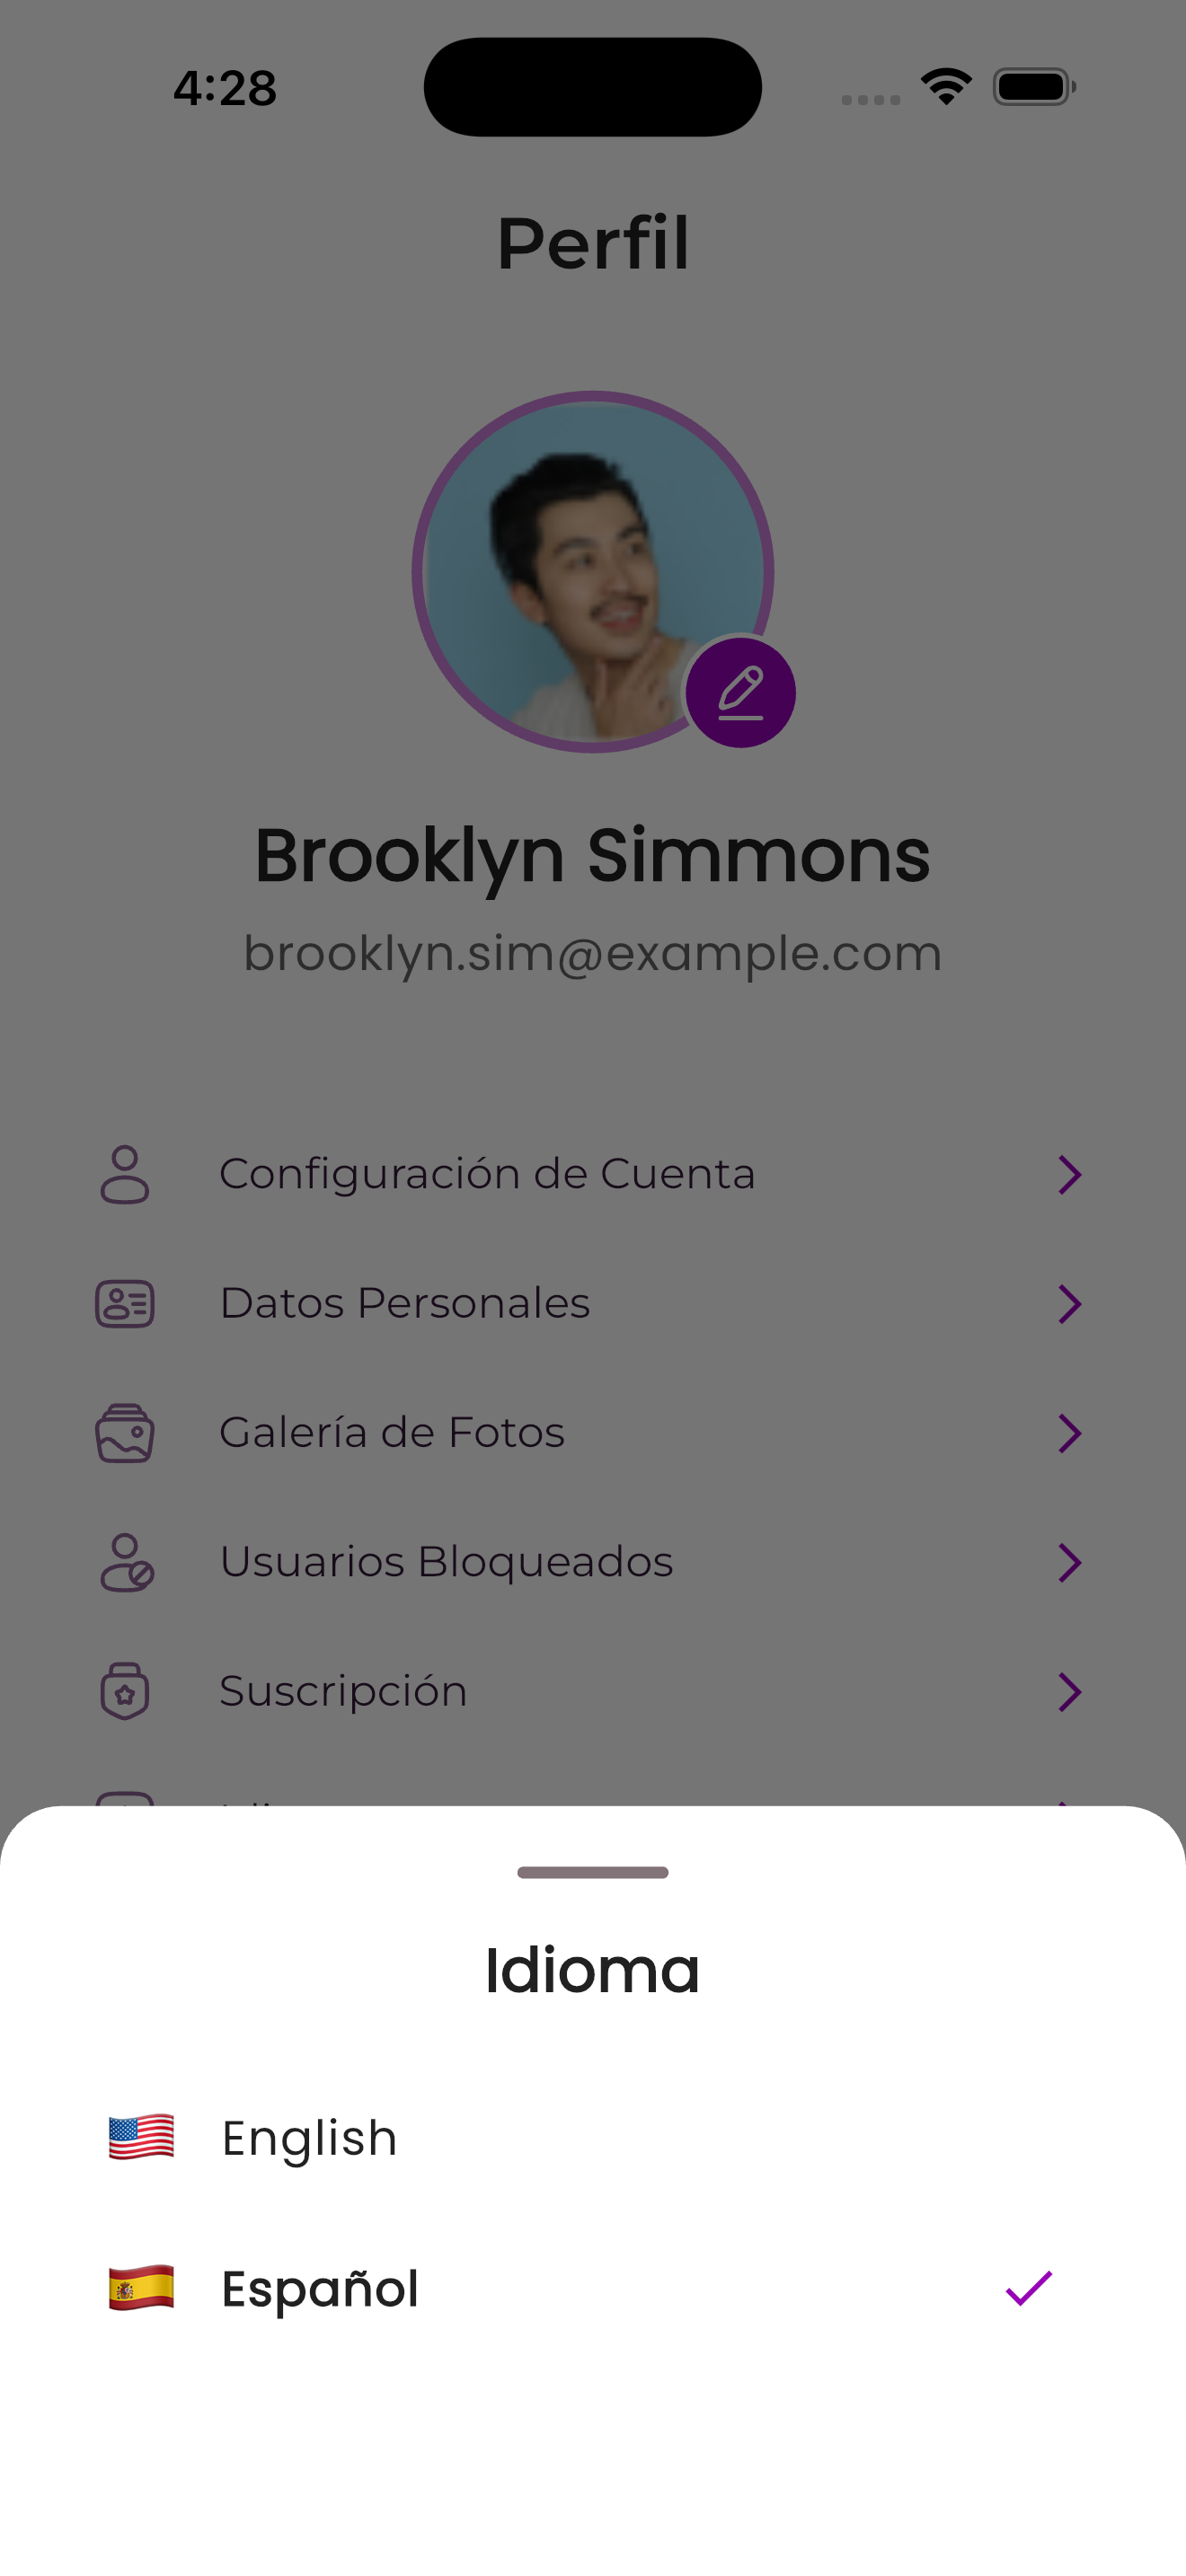 4:28
Perfil
Brooklyn Simmons
brooklyn.sim@example.com
Configuración de Cuenta
Datos Personales
Galería de Fotos
Usuarios Bloqueados
Suscripción
Idioma
English
Español